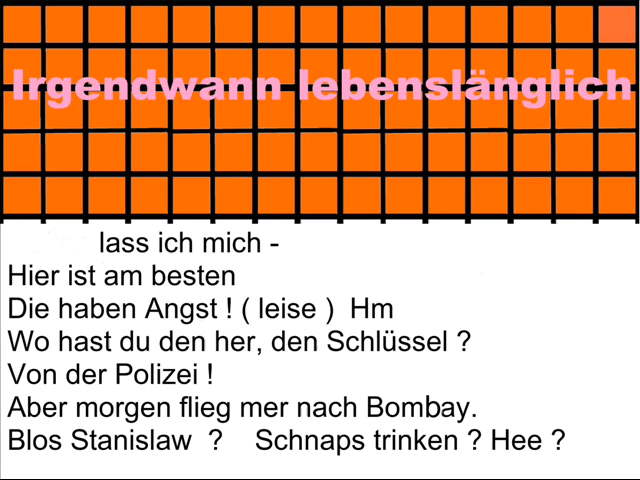 Irgendwann lebenslänglich
lass ich mich -
Hier ist am besten
Die haben Angst ! ( leise )  Hm
Wo hast du den her, den Schlüssel ?
Von der Polizei !
Aber morgen flieg mer nach Bombay.
Blos Stanislaw  ?    Schnaps trinken ? Hee ?